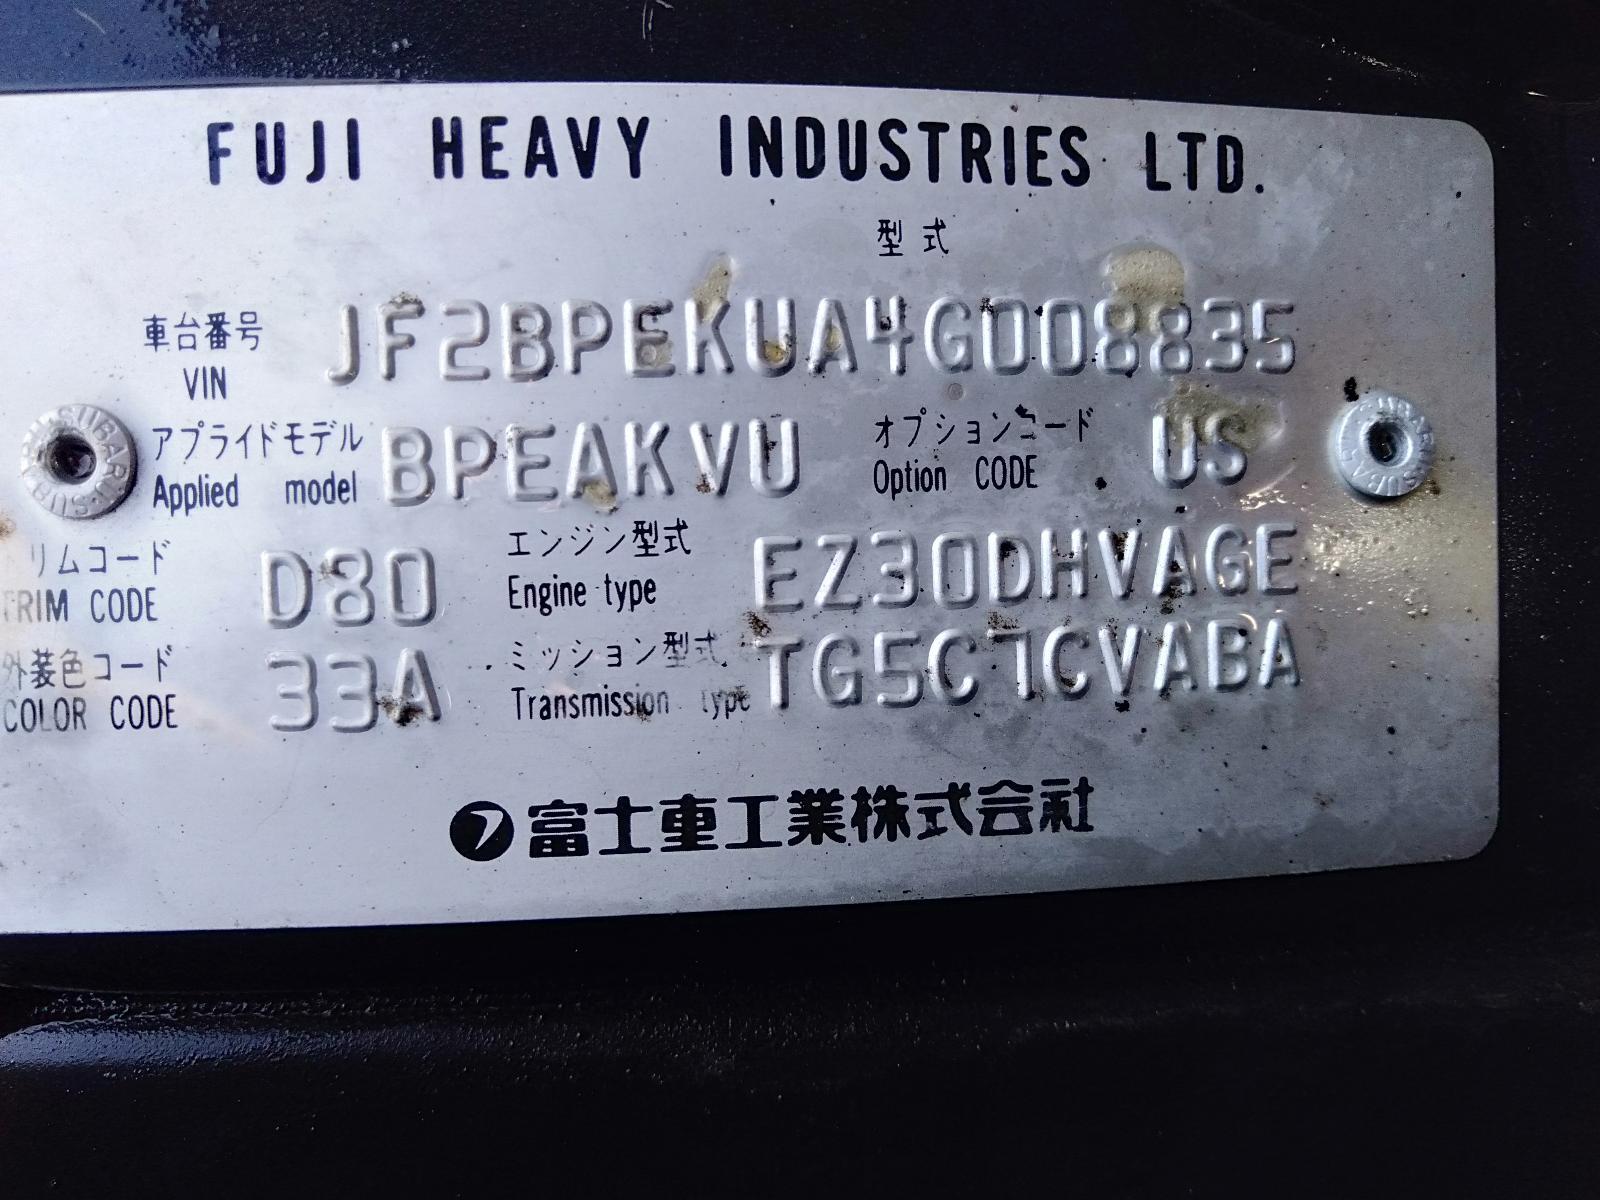 FUJI HEAVY INDUSTRIES LTD.
型式
車台番号 JF2BPEKUA4G008835
VIN
アプライドモデル BPEAKVU オプションコード US
Applied model Option CODE
リムコード D80 エンジン型式 EZ30DHVAGE
TRIM CODE Engine type
外装色コード 33A ミッション型式 TG5C7CVABA
COLOR CODE Transmission type
富士重工業株式会社
SUBARU
SUBARU